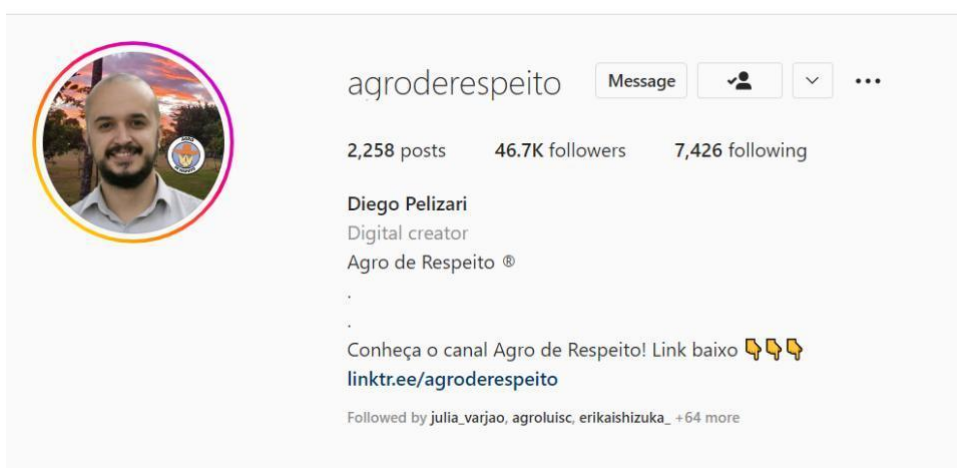 agroderespeito Message
2,258 posts 46.7K followers 7,426 following
Diego Pelizari
Digital creator
Agro de Respeito ®
.
.
Conheça o canal Agro de Respeito! Link baixo 👇👇👇
linktr.ee/agroderespeito
Followed by julia_varjao, agroluisc, erikaishizuka_ +64 more